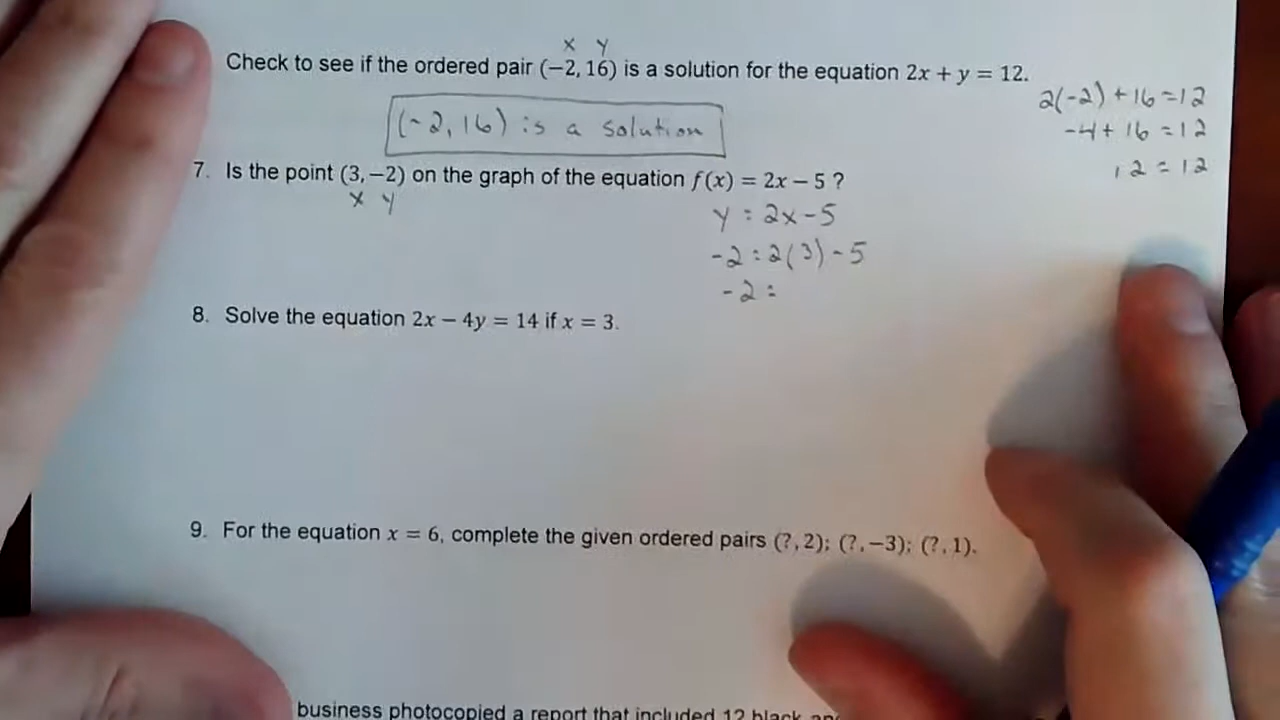 x y
Check to see if the ordered pair (−2, 16) is a solution for the equation 2x + y = 12.
2(-2) + 16 = 12
(-2, 16) is a solution
-4 + 16 = 12
12 = 12
7. Is the point (3, −2) on the graph of the equation f(x) = 2x − 5 ?
x y
y = 2x - 5
-2 = 2(3) - 5
-2 =
8. Solve the equation 2x − 4y = 14 if x = 3.
9. For the equation x = 6, complete the given ordered pairs (?, 2); (?, −3); (?, 1).
business photocopied a report that included 12 black